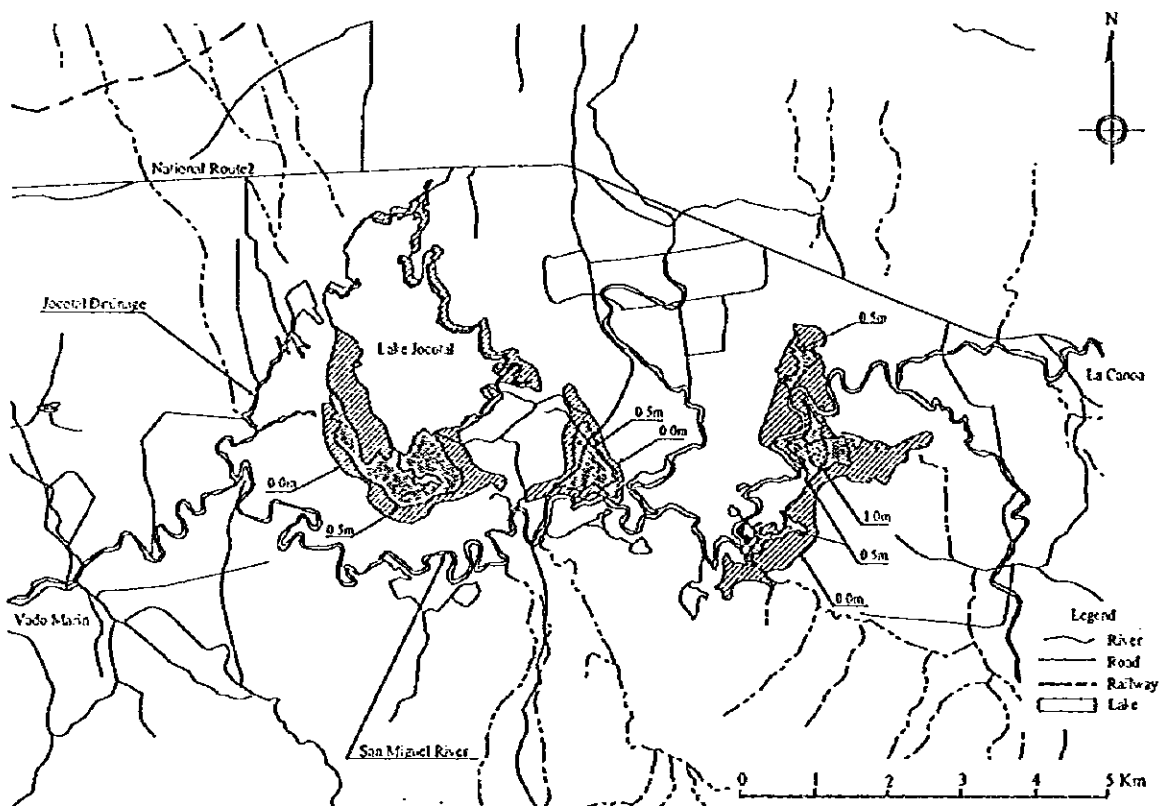 N
National Route2
Jocotal Drainage
Lake Jocotal
0.5m
La Canoa
0.5m
0.0m
0.0m
0.5m
1.0m
0.5m
0.0m
Vado Marin
Legend
River
Road
Railway
Lake
San Miguel River
0 1 2 3 4 5 Km